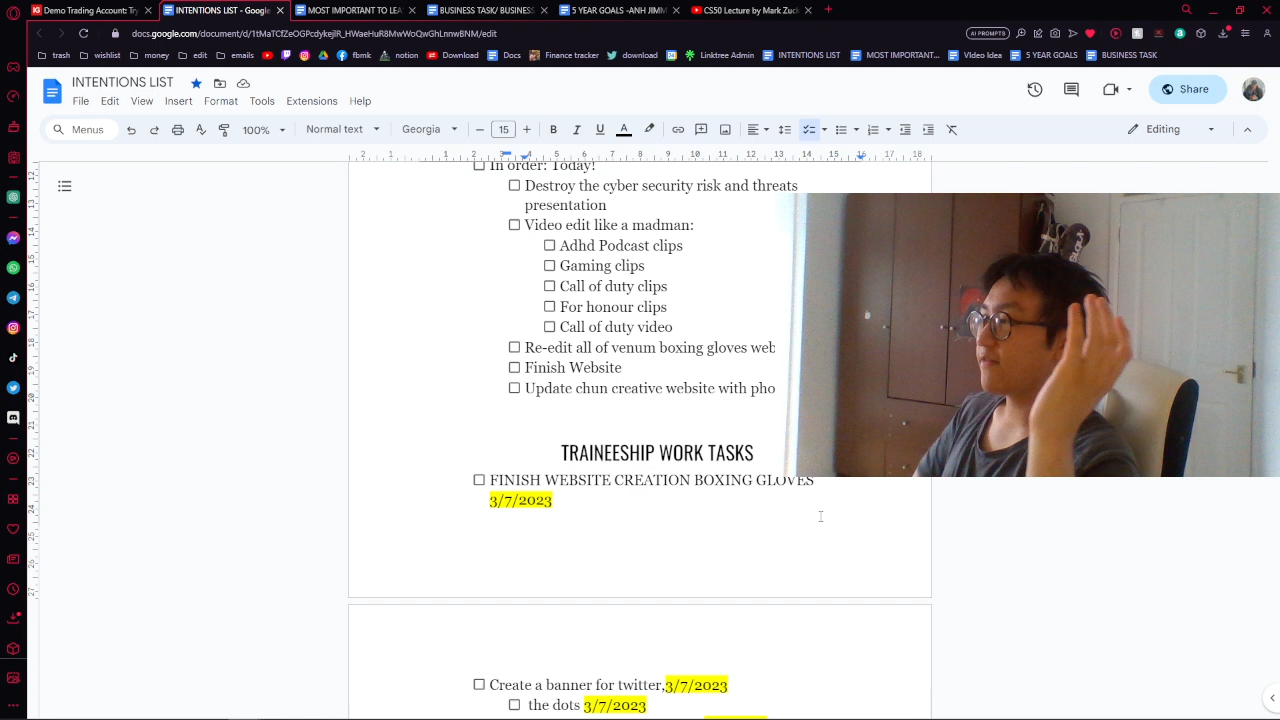 Demo Trading Account: Try
INTENTIONS LIST - Google
MOST IMPORTANT TO LEA
BUSINESS TASK/ BUSINESS
5 YEAR GOALS -ANH JIMM
CS50 Lecture by Mark Zuck
AI PROMPTS
trash
wishlist
money
edit
emails
fbmk
notion
Download
Docs
Finance tracker
download
Linktree Admin
INTENTIONS LIST
MOST IMPORTANT...
VIdeo Idea
5 YEAR GOALS
BUSINESS TASK
INTENTIONS LIST
File Edit View Insert Format Tools Extensions Help
Share
Menus
100%
Normal text
Georgia
15
Editing
In order: Today!
Destroy the cyber security risk and threats
presentation
Video edit like a madman:
Adhd Podcast clips
Gaming clips
Call of duty clips
For honour clips
Call of duty video
Re-edit all of venum boxing gloves web
Finish Website
Update chun creative website with pho
TRAINEESHIP WORK TASKS
FINISH WEBSITE CREATION BOXING GLOVES
3/7/2023
Create a banner for twitter,3/7/2023
the dots 3/7/2023